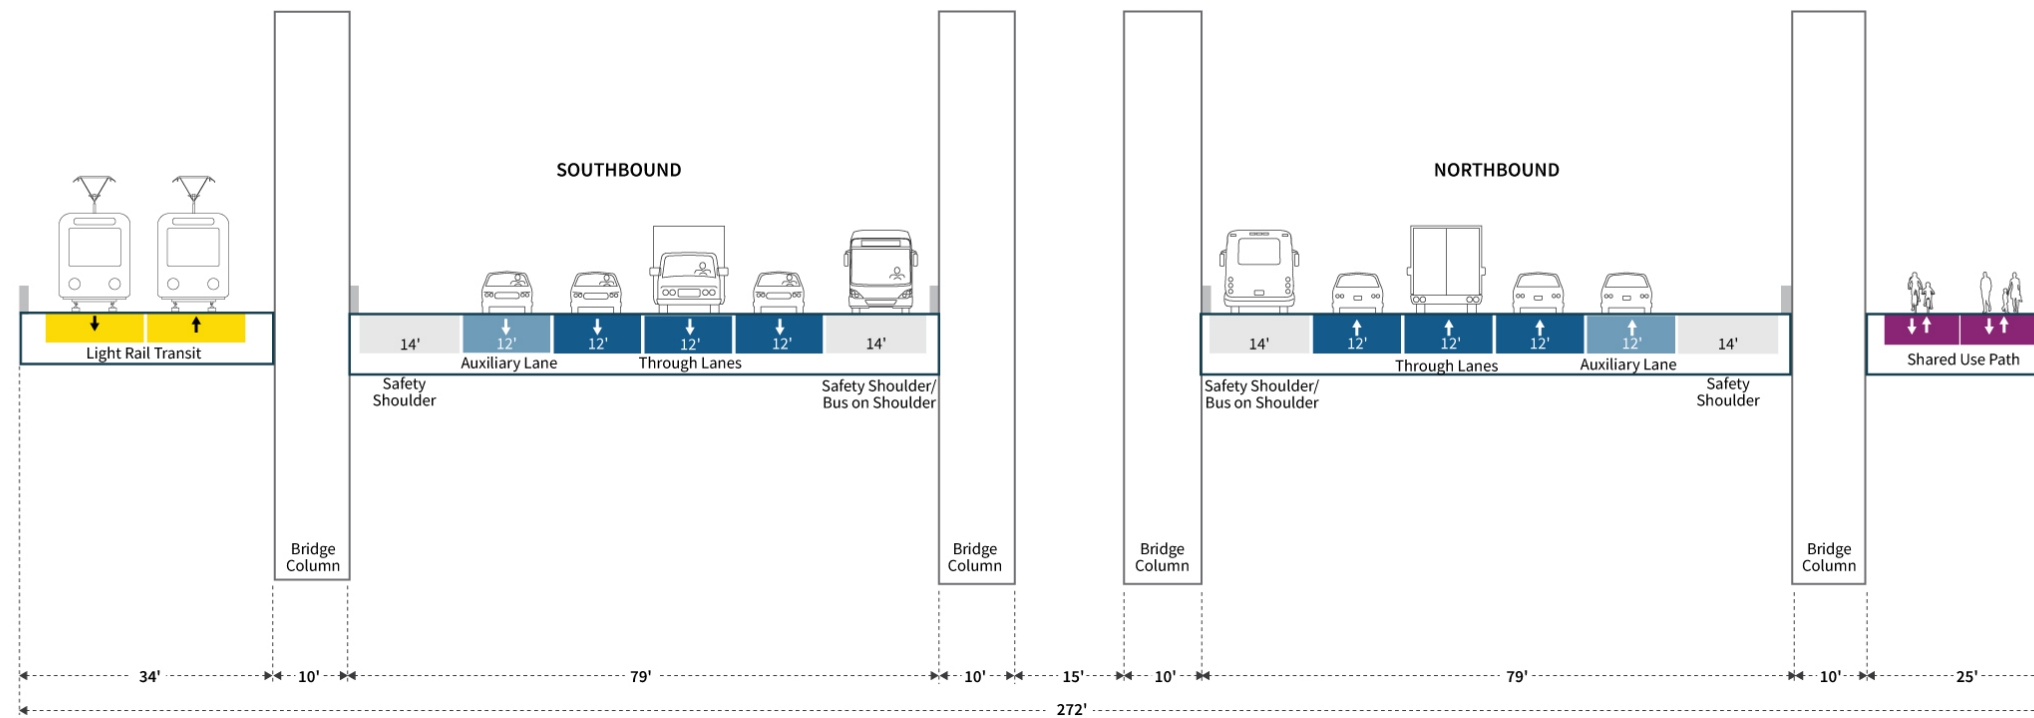 SOUTHBOUND
NORTHBOUND
Light Rail Transit
14'
12'
12'
12'
12'
14'
Auxiliary Lane
Through Lanes
Safety
Shoulder
Safety Shoulder/
Bus on Shoulder
14'
12'
12'
12'
12'
14'
Through Lanes
Auxiliary Lane
Safety Shoulder/
Bus on Shoulder
Safety
Shoulder
Shared Use Path
Bridge
Column
Bridge
Column
Bridge
Column
Bridge
Column
34'
10'
79'
10'
15'
10'
79'
10'
25'
272'